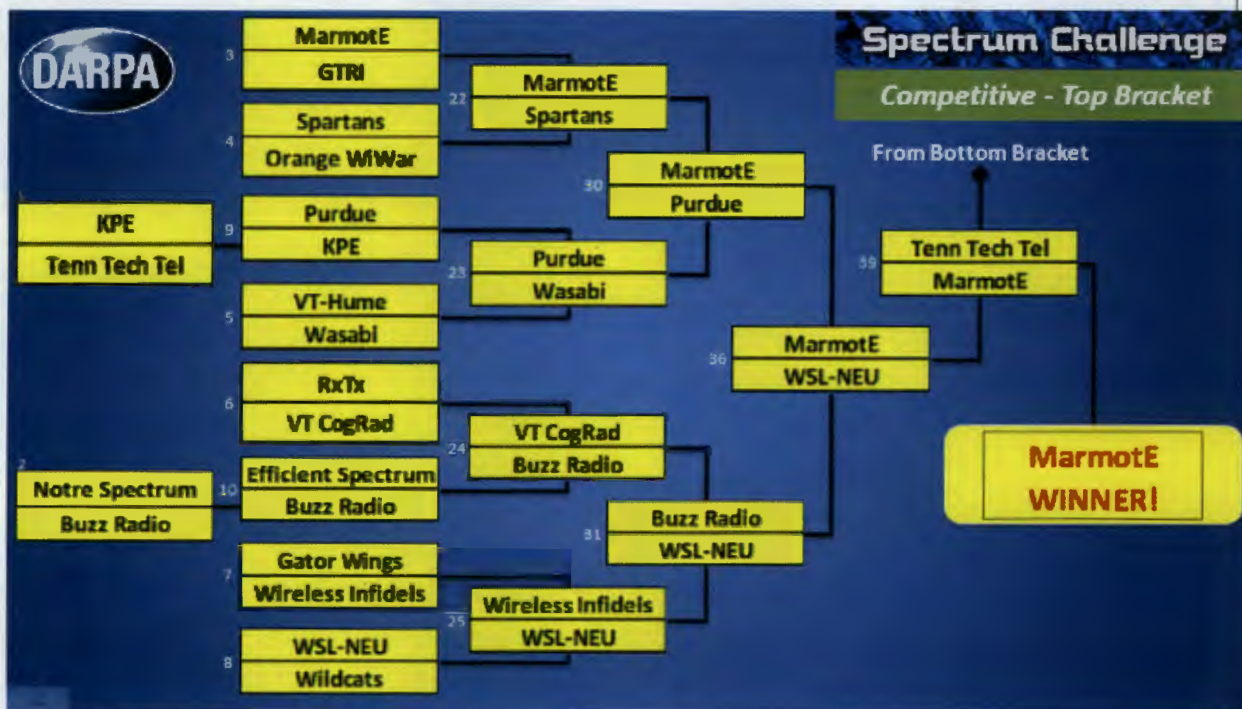 DARPA
Spectrum Challenge
Competitive - Top Bracket
From Bottom Bracket
1
KPE
Tenn Tech Tel
2
Notre Spectrum
Buzz Radio
3
MarmotE
GTRI
4
Spartans
Orange WiWar
9
Purdue
KPE
5
VT-Hume
Wasabi
6
RxTx
VT CogRad
10
Efficient Spectrum
Buzz Radio
7
Gator Wings
Wireless Infidels
8
WSL-NEU
Wildcats
22
MarmotE
Spartans
23
Purdue
Wasabi
24
VT CogRad
Buzz Radio
25
Wireless Infidels
WSL-NEU
30
MarmotE
Purdue
31
Buzz Radio
WSL-NEU
36
MarmotE
WSL-NEU
39
Tenn Tech Tel
MarmotE
MarmotE
WINNER!